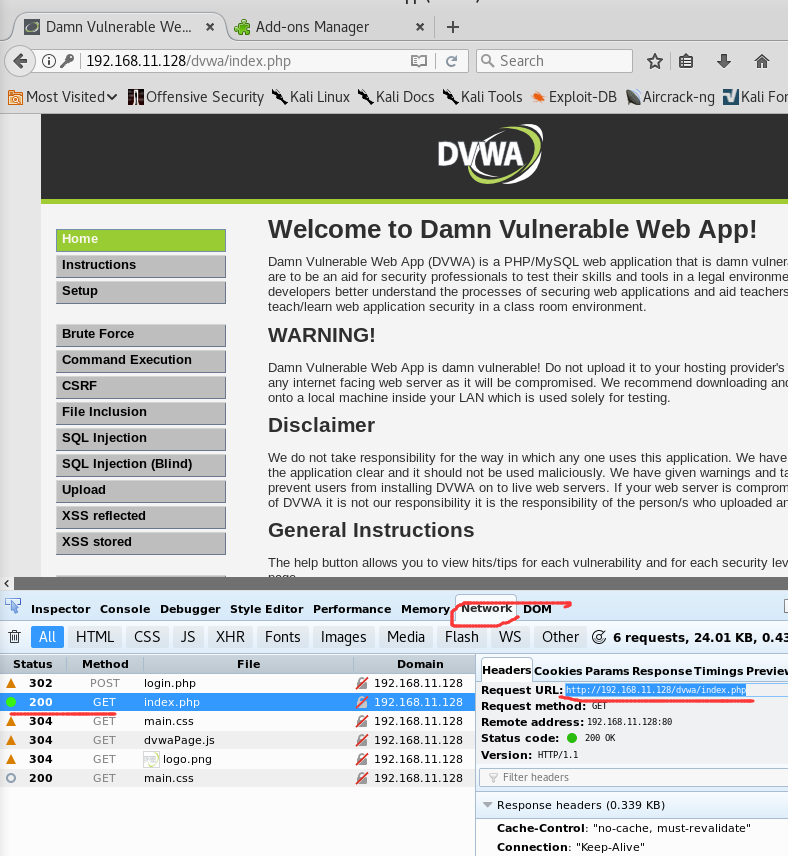 Damn Vulnerable We... × Add-ons Manager × +
192.168.11.128/dvwa/index.php Search
Most Visited Offensive Security Kali Linux Kali Docs Kali Tools Exploit-DB Aircrack-ng Kali For
DVWA
Home
Instructions
Setup
Brute Force
Command Execution
CSRF
File Inclusion
SQL Injection
SQL Injection (Blind)
Upload
XSS reflected
XSS stored
Welcome to Damn Vulnerable Web App!
Damn Vulnerable Web App (DVWA) is a PHP/MySQL web application that is damn vulnera
are to be an aid for security professionals to test their skills and tools in a legal environme
developers better understand the processes of securing web applications and aid teachers
teach/learn web application security in a class room environment.
WARNING!
Damn Vulnerable Web App is damn vulnerable! Do not upload it to your hosting provider's
any internet facing web server as it will be compromised. We recommend downloading and
onto a local machine inside your LAN which is used solely for testing.
Disclaimer
We do not take responsibility for the way in which any one uses this application. We have
the application clear and it should not be used maliciously. We have given warnings and ta
prevent users from installing DVWA on to live web servers. If your web server is comprom
of DVWA it is not our responsibility it is the responsibility of the person/s who uploaded an
General Instructions
The help button allows you to view hits/tips for each vulnerability and for each security lev
Inspector Console Debugger Style Editor Performance Memory Network DOM
All HTML CSS JS XHR Fonts Images Media Flash WS Other 6 requests, 24.01 KB, 0.43
Status Method File Domain
302 POST login.php 192.168.11.128
200 GET index.php 192.168.11.128
304 GET main.css 192.168.11.128
304 GET dvwaPage.js 192.168.11.128
304 GET logo.png 192.168.11.128
200 GET main.css 192.168.11.128
Headers Cookies Params Response Timings Preview
Request URL: http://192.168.11.128/dvwa/index.php
Request method: GET
Remote address: 192.168.11.128:80
Status code: 200 OK
Version: HTTP/1.1
Filter headers
Response headers (0.339 KB)
Cache-Control: "no-cache, must-revalidate"
Connection: "Keep-Alive"